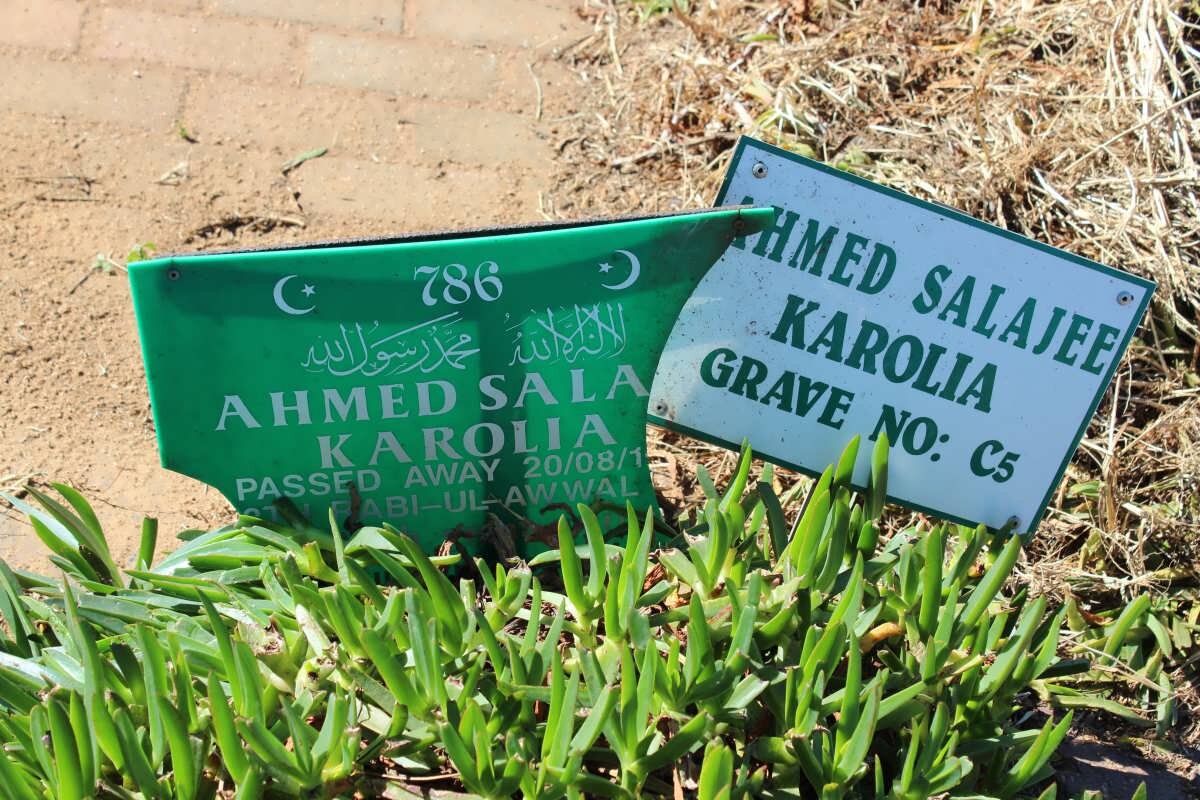 786
لا اله الا الله محمد رسول الله
AHMED SALA
KAROLIA
PASSED AWAY 20/08/1
RABI-UL-AWWAL
AHMED SALAJEE
KAROLIA
GRAVE NO: C5